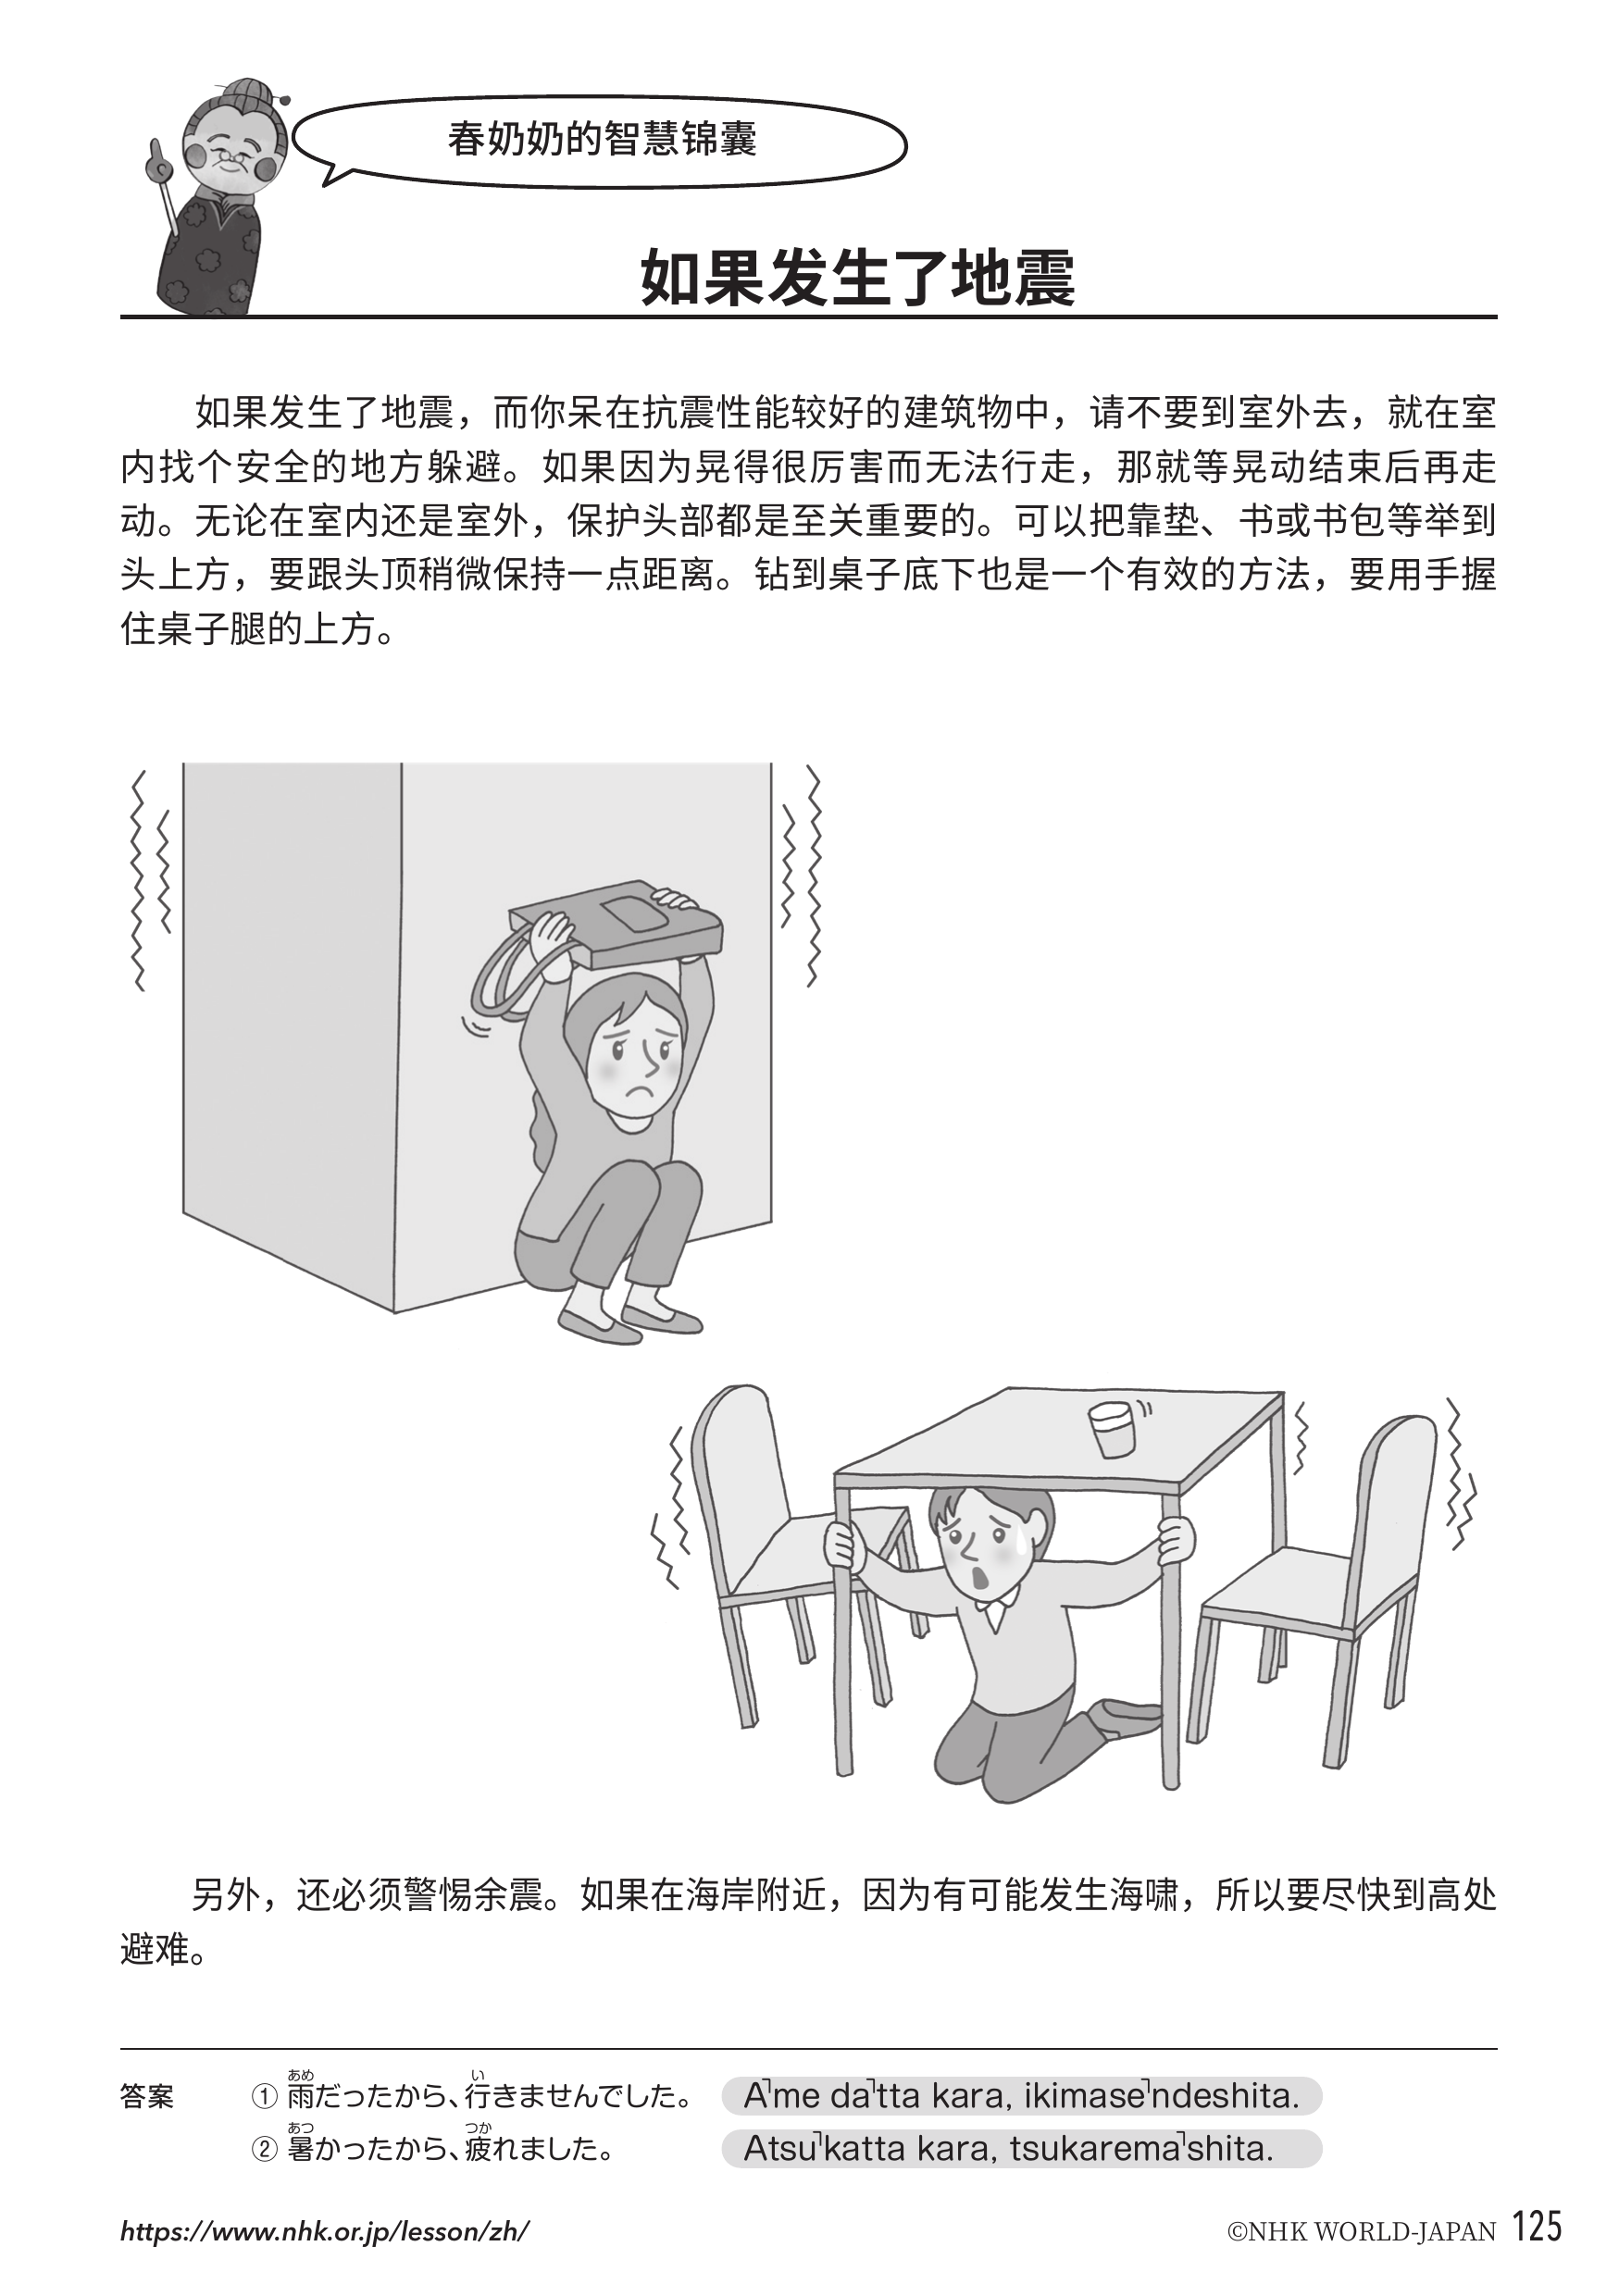 春奶奶的智慧锦囊
如果发生了地震
如果发生了地震，而你呆在抗震性能较好的建筑物中，请不要到室外去，就在室
内找个安全的地方躲避。如果因为晃得很厉害而无法行走，那就等晃动结束后再走
动。无论在室内还是室外，保护头部都是至关重要的。可以把靠垫、书或书包等举到
头上方，要跟头顶稍微保持一点距离。钻到桌子底下也是一个有效的方法，要用手握
住桌子腿的上方。
另外，还必须警惕余震。如果在海岸附近，因为有可能发生海啸，所以要尽快到高处
避难。
あめ い
答案 ① 雨だったから、行きませんでした。 A˺me da˺tta kara, ikimase˺ndeshita.
あつ つか
② 暑かったから、疲れました。 Atsu˺katta kara, tsukarema˺shita.
https://www.nhk.or.jp/lesson/zh/ ©NHK WORLD-JAPAN 125